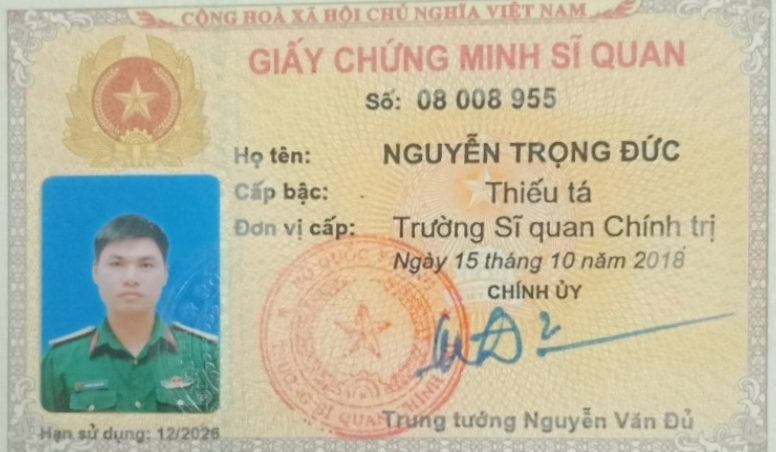 CỘNG HOÀ XÃ HỘI CHỦ NGHĨA VIỆT NAM
GIẤY CHỨNG MINH SĨ QUAN
Số: 08 008 955
Họ tên: NGUYỄN TRỌNG ĐỨC
Cấp bậc: Thiếu tá
Đơn vị cấp: Trường Sĩ quan Chính trị
Ngày 15 tháng 10 năm 2018
CHÍNH ỦY
Trung tướng Nguyễn Văn Đủ
Hạn sử dụng: 12/2026